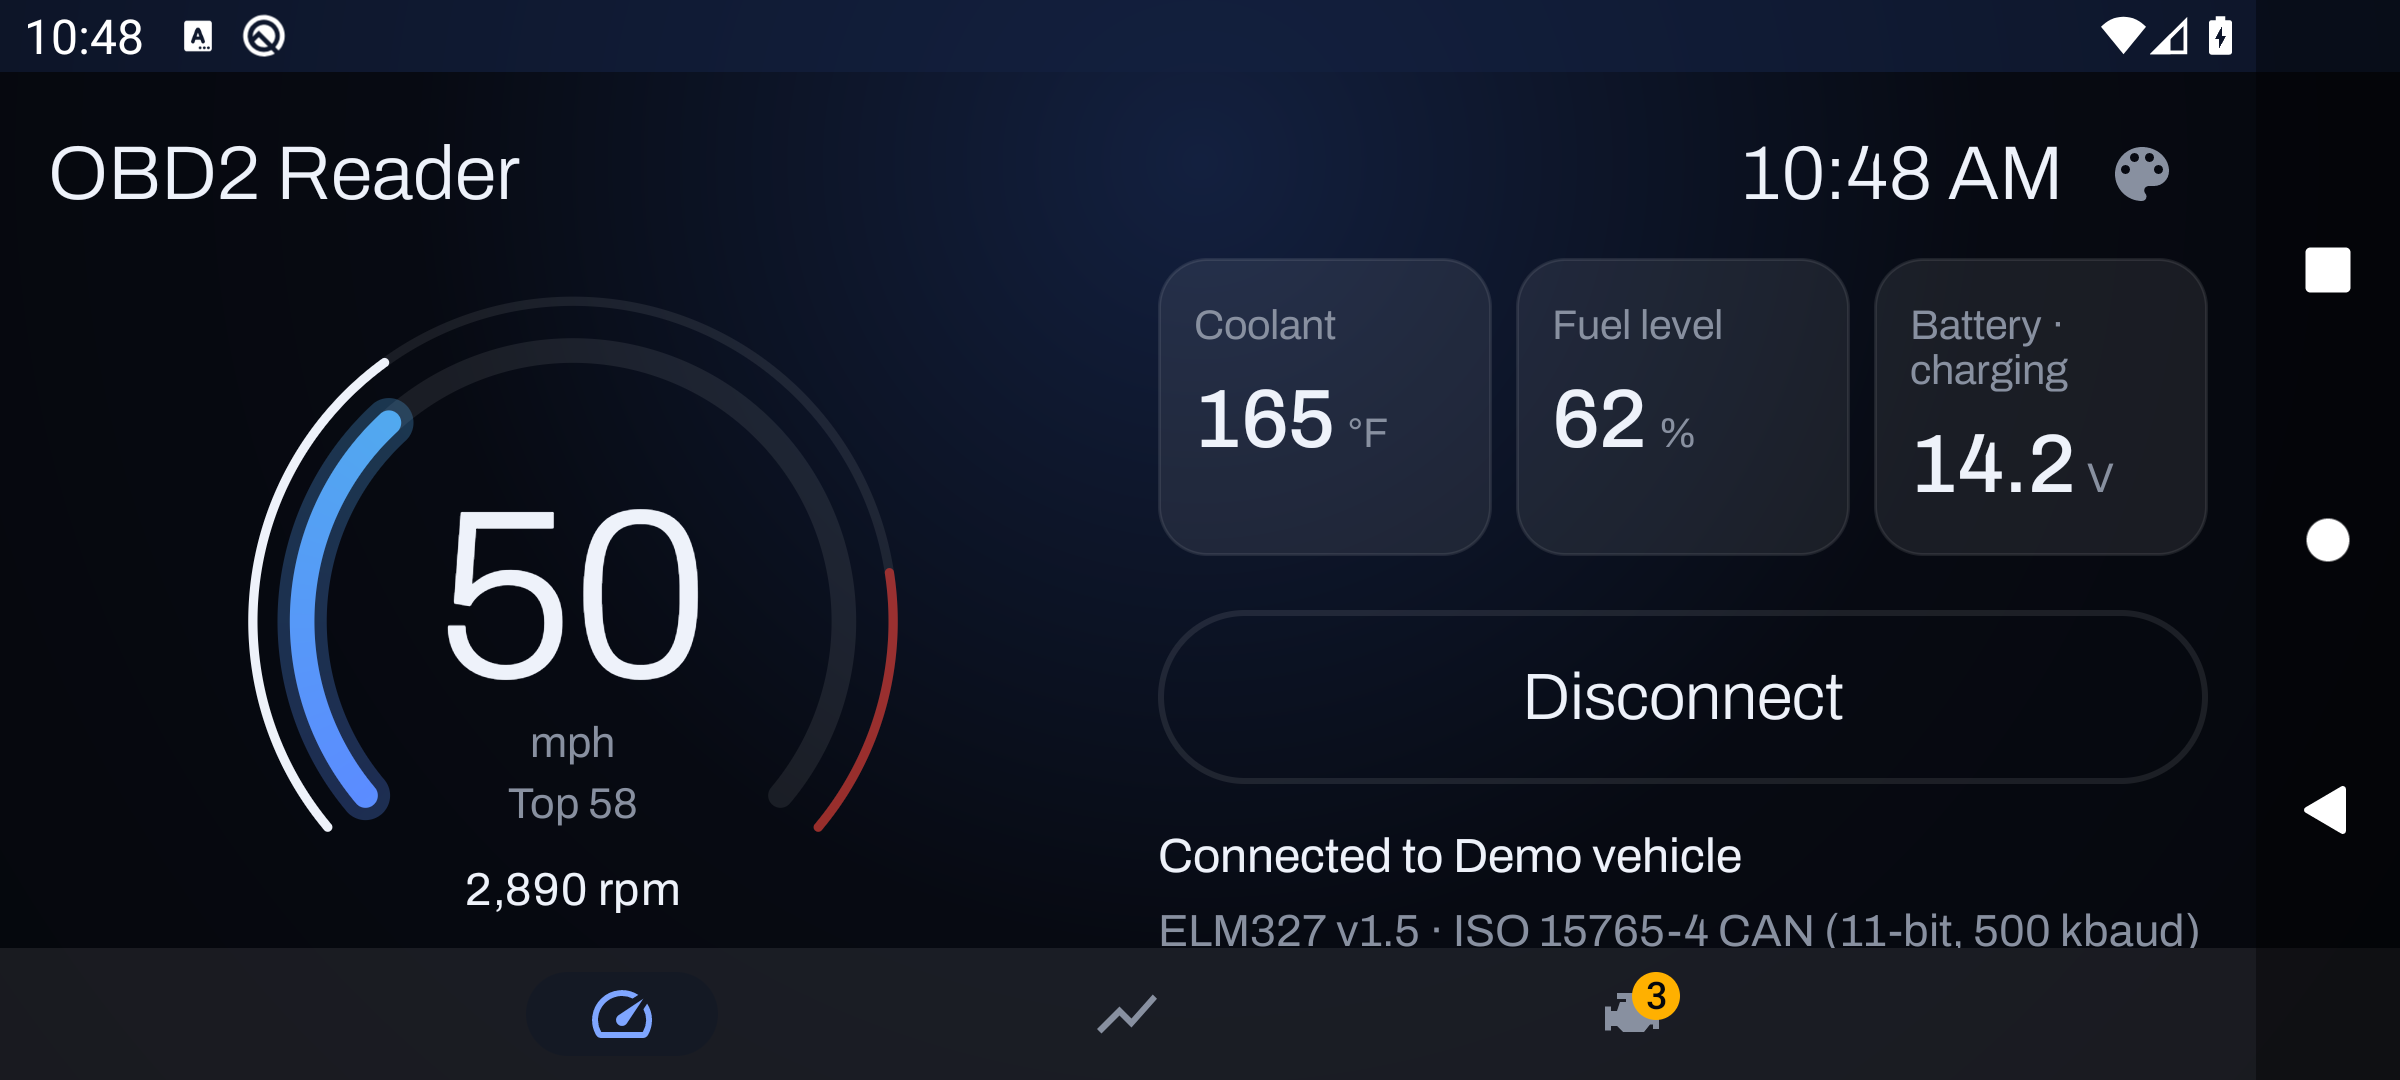 10:48
OBD2 Reader
10:48 AM
50
mph
Top 58
2,890 rpm
Coolant
165 °F
Fuel level
62 %
Battery ·
charging
14.2 V
Disconnect
Connected to Demo vehicle
ELM327 v1.5 · ISO 15765-4 CAN (11-bit, 500 kbaud)
3